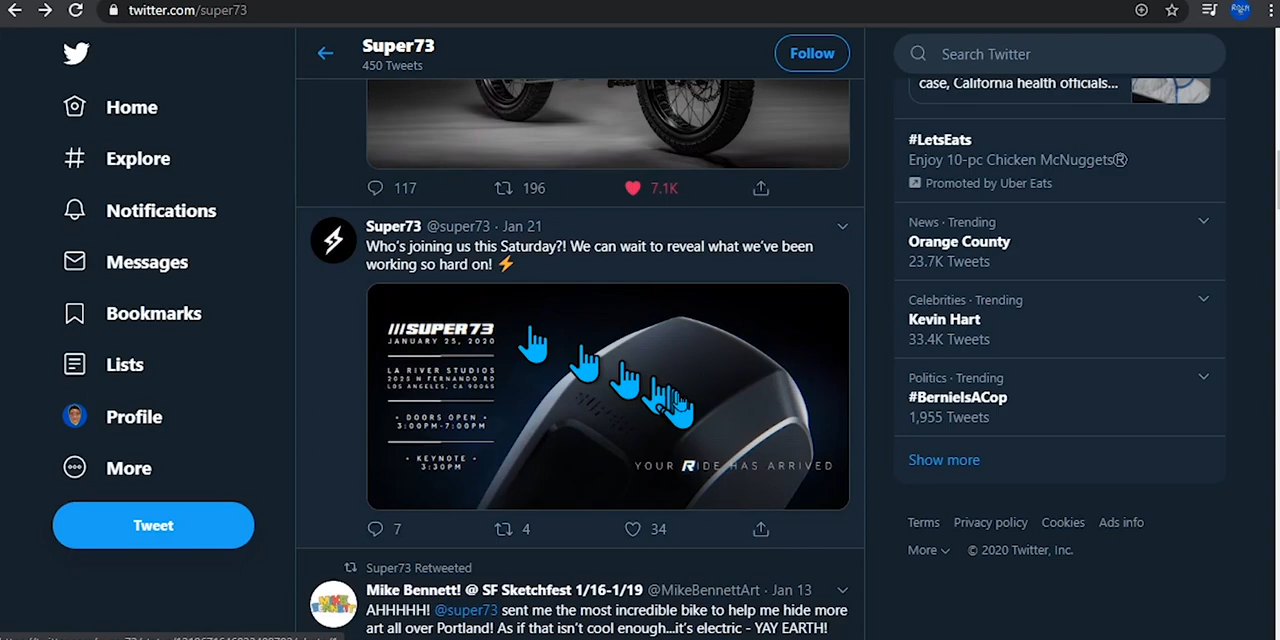 twitter.com/super73
Home
Explore
Notifications
Messages
Bookmarks
Lists
Profile
More
Tweet
Super73
450 Tweets
Follow
117
196
7.1K
Super73 @super73 · Jan 21
Who's joining us this Saturday?! We can wait to reveal what we've been
working so hard on! ⚡
///SUPER73
JANUARY 25, 2020
LA RIVER STUDIOS
2025 N FERNANDO RD
LOS ANGELES, CA 90065
• DOORS OPEN •
3:00PM-7:00PM
• KEYNOTE •
3:30PM
YOUR RIDE HAS ARRIVED
7
4
34
Super73 Retweeted
Mike Bennett! @ SF Sketchfest 1/16-1/19 @MikeBennettArt · Jan 13
AHHHHH! @super73 sent me the most incredible bike to help me hide more
art all over Portland! As if that isn't cool enough...it's electric - YAY EARTH!
Search Twitter
case, California health officials...
#LetsEats
Enjoy 10-pc Chicken McNuggets®
Promoted by Uber Eats
News · Trending
Orange County
23.7K Tweets
Celebrities · Trending
Kevin Hart
33.4K Tweets
Politics · Trending
#BernieIsACop
1,955 Tweets
Show more
Terms Privacy policy Cookies Ads info
More © 2020 Twitter, Inc.